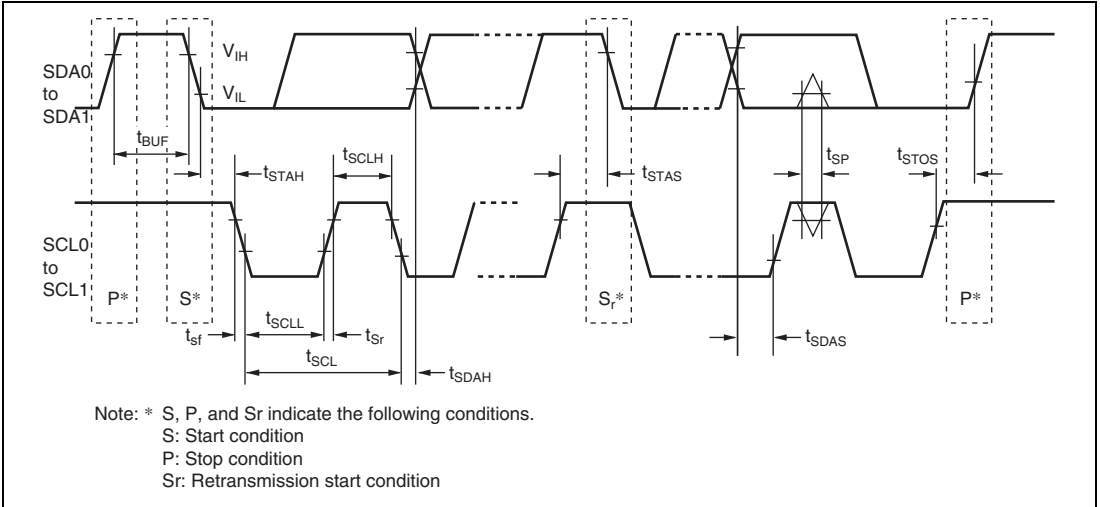 SDA0
to
SDA1
V_IH
V_IL
t_BUF
t_STAH
t_SCLH
t_STAS
t_SP
t_STOS
SCL0
to
SCL1
P*
S*
S_r*
P*
t_sf
t_SCLL
t_Sr
t_SCL
t_SDAH
t_SDAS
Note: * S, P, and Sr indicate the following conditions.
S: Start condition
P: Stop condition
Sr: Retransmission start condition